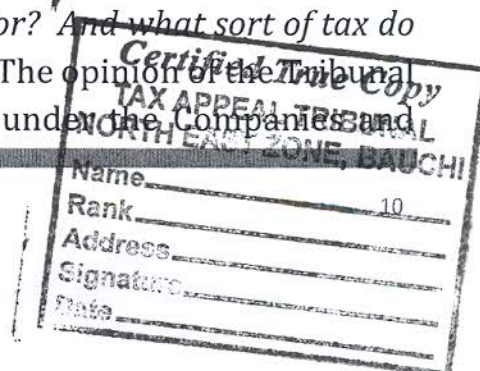 or? And what sort of tax do
Certified True Copy
The opinion of the Tribunal
TAX APPEAL TRIBUNAL
under the Companies and
NORTH EAST ZONE, BAUCHI
Name
10
Rank
Address
Signature
Date